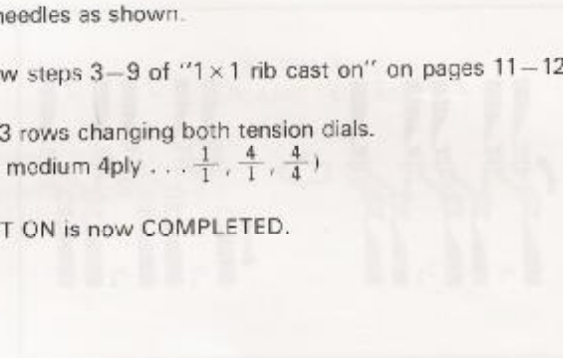 needles as shown.
w steps 3–9 of "1×1 rib cast on" on pages 11–12
3 rows changing both tension dials.
medium 4ply . . . 1/1, 4/1, 4/4)
T ON is now COMPLETED.